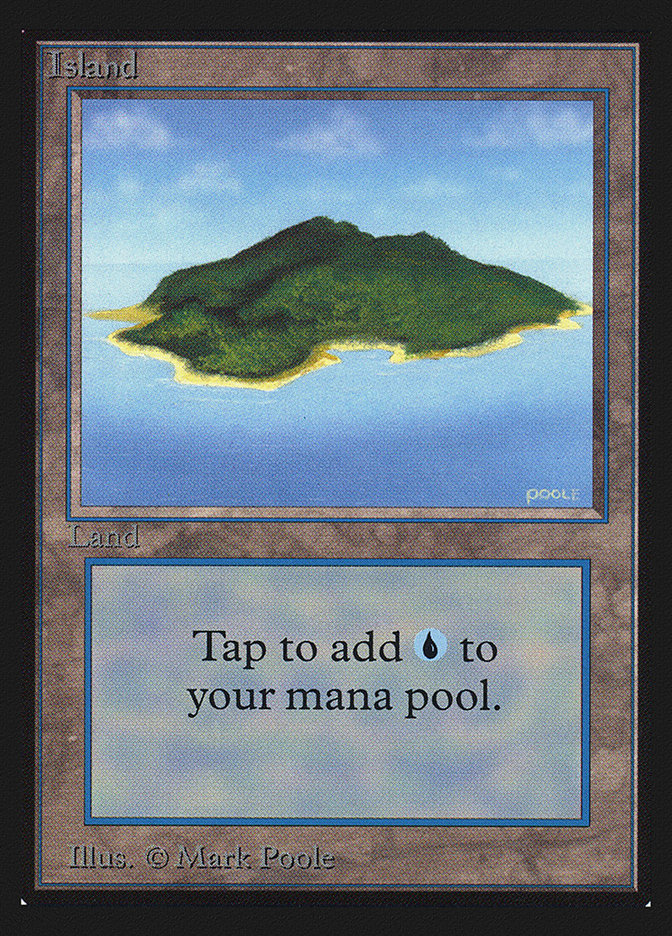 Island
POOLE
Land
Tap to add to
your mana pool.
Illus. © Mark Poole